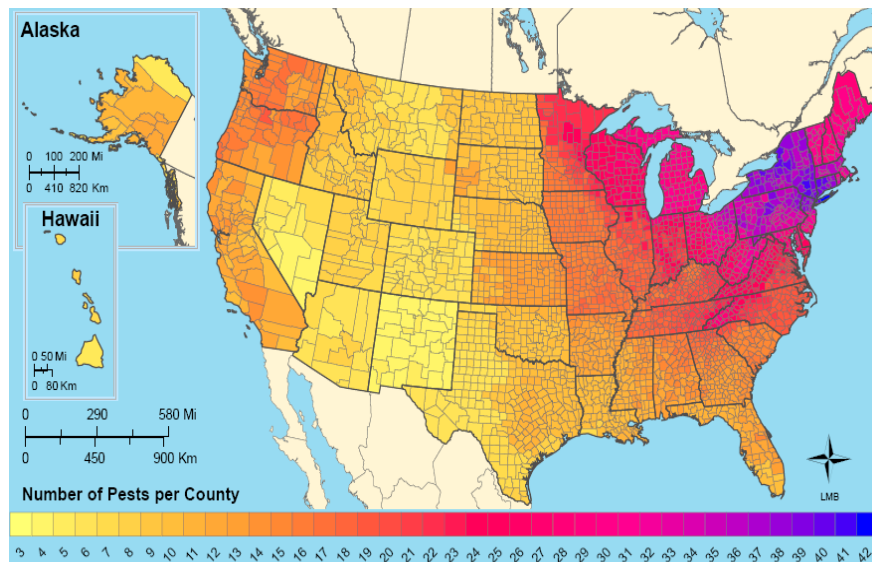 Alaska
0 100 200 Mi
0 410 820 Km
Hawaii
0 50 Mi
0 80 Km
0 290 580 Mi
0 450 900 Km
LMB
Number of Pests per County
3 4 5 6 7 8 9 10 12 14 15 16 17 18 19 20 21 22 23 24 25 26 27 28 29 30 31 32 33 34 35 36 37 38 39 40 41 42